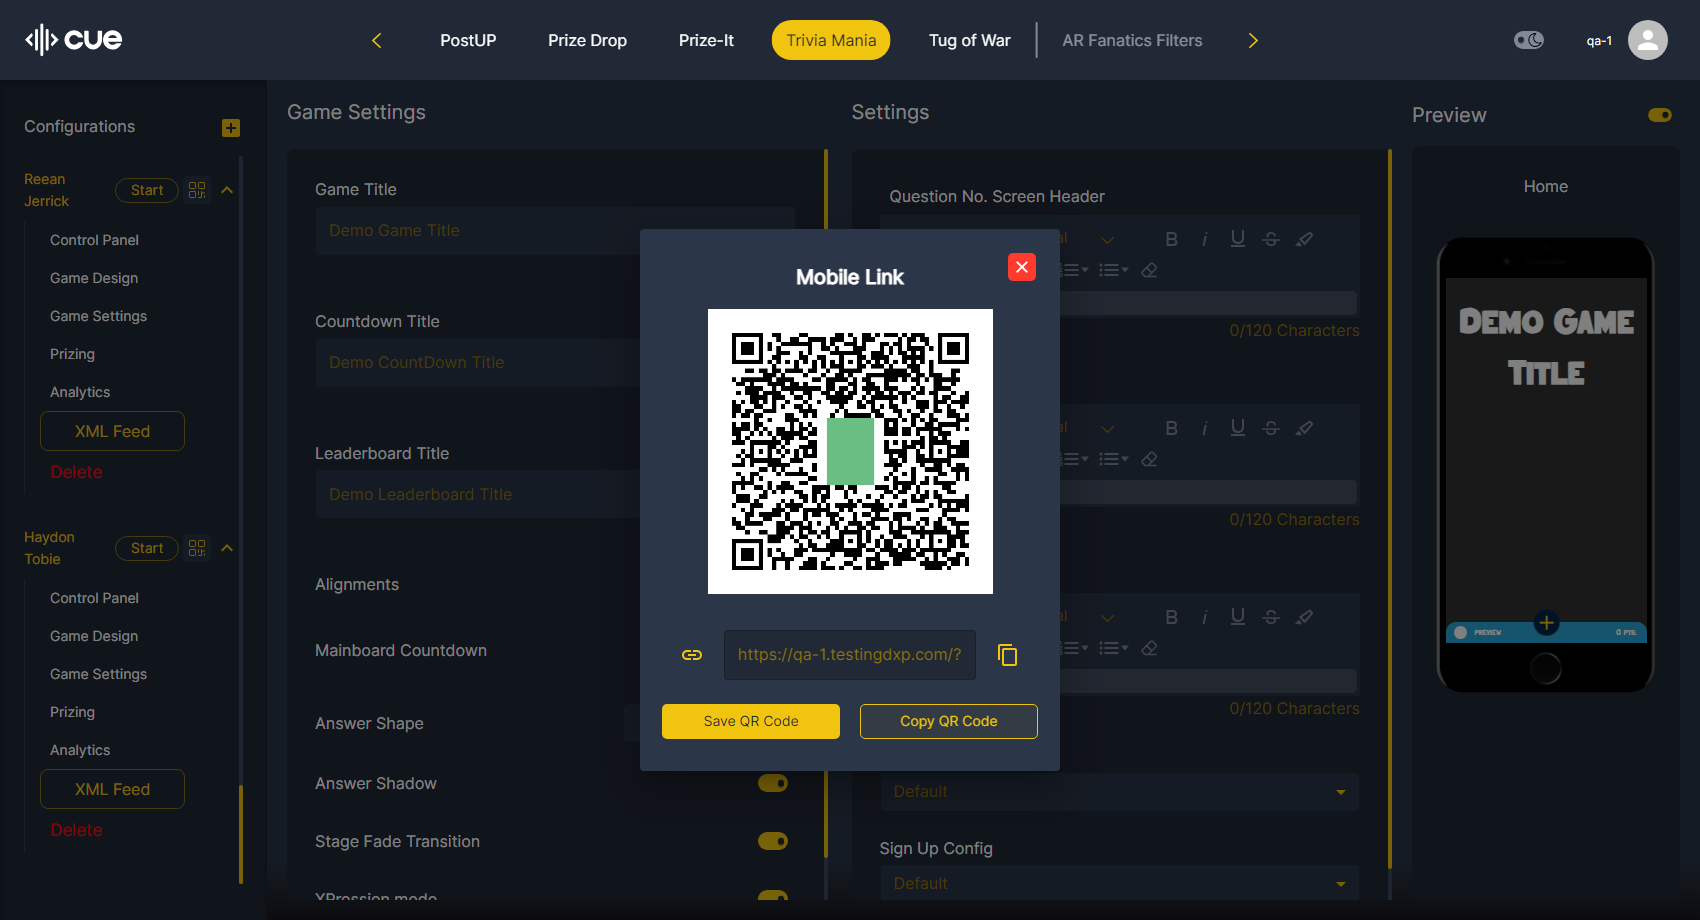 cue
PostUP
Prize Drop
Prize-It
Trivia Mania
Tug of War
AR Fanatics Filters
qa-1
Configurations
Reean
Jerrick
Start
Control Panel
Game Design
Game Settings
Prizing
Analytics
XML Feed
Delete
Haydon
Tobie
Start
Control Panel
Game Design
Game Settings
Prizing
Analytics
XML Feed
Delete
Game Settings
Game Title
Demo Game Title
Countdown Title
Demo CountDown Title
Leaderboard Title
Demo Leaderboard Title
Alignments
Mainboard Countdown
Answer Shape
Answer Shadow
Stage Fade Transition
XPression mode
Mobile Link
https://qa-1.testingdxp.com/?
Save QR Code
Copy QR Code
Settings
Question No. Screen Header
B i U S
0/120 Characters
B i U S
0/120 Characters
B i U S
0/120 Characters
Default
Sign Up Config
Default
Preview
Home
Demo Game
Title
PREVIEW
0 PTS.